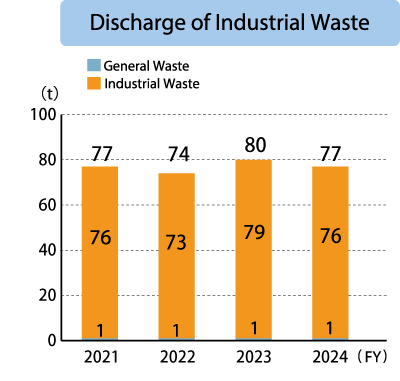 Discharge of Industrial Waste
General Waste
Industrial Waste
(t)
100
80
60
40
20
0
77 74 80 77
76 73 79 76
1 1 1 1
2021 2022 2023 2024 (FY)